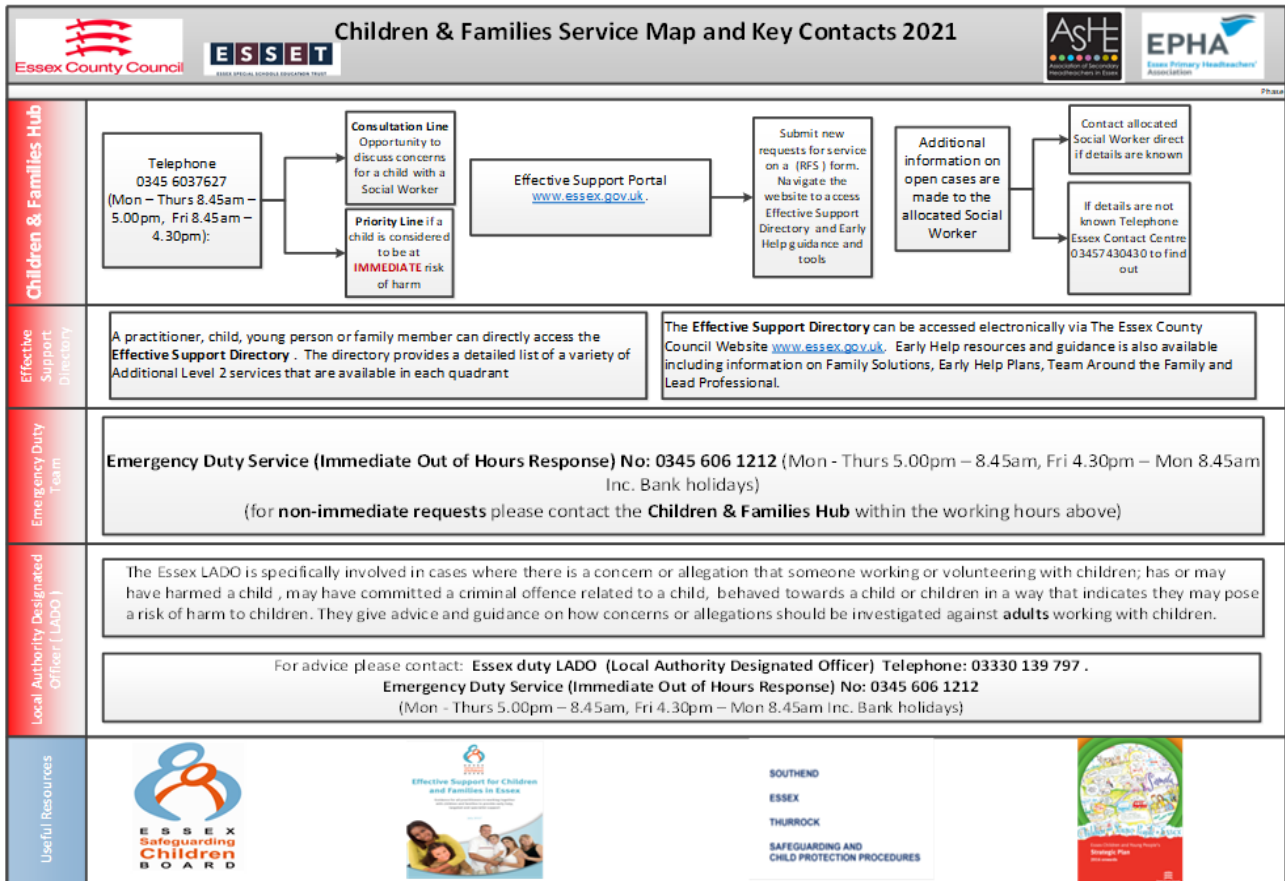 Children & Families Service Map and Key Contacts 2021
Essex County Council
ESSET
ESSEX SPECIAL SCHOOLS EDUCATION TRUST
ASHE
Association of Secondary
Headteachers in Essex
EPHA
Essex Primary Headteachers'
Association
Phase
Children & Families Hub
Telephone
0345 6037627
(Mon – Thurs 8.45am –
5.00pm, Fri 8.45am –
4.30pm):
Consultation Line
Opportunity to
discuss concerns
for a child with a
Social Worker
Priority Line if a
child is considered
to be at
IMMEDIATE risk
of harm
Effective Support Portal
www.essex.gov.uk.
Submit new
requests for service
on a (RFS ) form.
Navigate the
website to access
Effective Support
Directory and Early
Help guidance and
tools
Additional
information on
open cases are
made to the
allocated Social
Worker
Contact allocated
Social Worker direct
if details are known
If details are not
known Telephone
Essex Contact Centre
03457430430 to find
out
Effective
Support
Directory
A practitioner, child, young person or family member can directly access the
Effective Support Directory . The directory provides a detailed list of a variety of
Additional Level 2 services that are available in each quadrant
The Effective Support Directory can be accessed electronically via The Essex County
Council Website www.essex.gov.uk. Early Help resources and guidance is also available
including information on Family Solutions, Early Help Plans, Team Around the Family and
Lead Professional.
Emergency Duty
Team
Emergency Duty Service (Immediate Out of Hours Response) No: 0345 606 1212 (Mon - Thurs 5.00pm – 8.45am, Fri 4.30pm – Mon 8.45am
Inc. Bank holidays)
(for non-immediate requests please contact the Children & Families Hub within the working hours above)
Local Authority Designated
Officer ( LADO )
The Essex LADO is specifically involved in cases where there is a concern or allegation that someone working or volunteering with children; has or may
have harmed a child , may have committed a criminal offence related to a child, behaved towards a child or children in a way that indicates they may pose
a risk of harm to children. They give advice and guidance on how concerns or allegations should be investigated against adults working with children.
For advice please contact: Essex duty LADO (Local Authority Designated Officer) Telephone: 03330 139 797 .
Emergency Duty Service (Immediate Out of Hours Response) No: 0345 606 1212
(Mon - Thurs 5.00pm – 8.45am, Fri 4.30pm – Mon 8.45am Inc. Bank holidays)
Useful Resources
ESSEX
Safeguarding
Children
BOARD
Effective Support for Children
and Families in Essex
SOUTHEND
ESSEX
THURROCK
SAFEGUARDING AND
CHILD PROTECTION PROCEDURES
Essex Children and Young People's
Strategic Plan